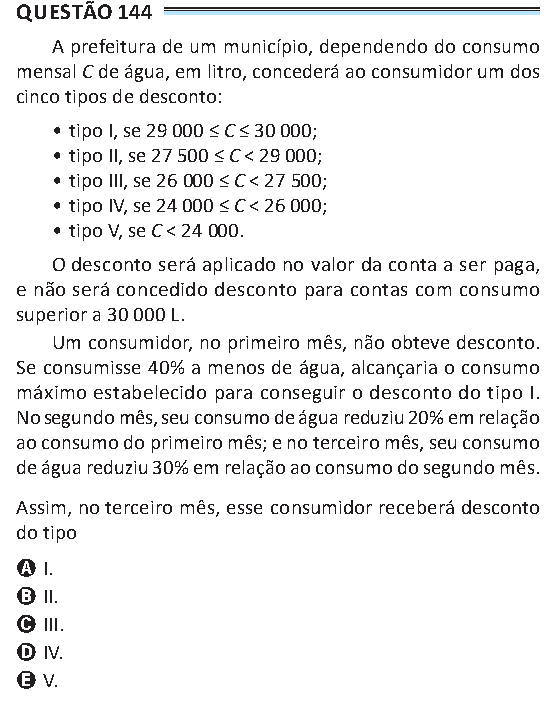 QUESTÃO 144
A prefeitura de um município, dependendo do consumo
mensal C de água, em litro, concederá ao consumidor um dos
cinco tipos de desconto:
• tipo I, se 29 000 ≤ C ≤ 30 000;
• tipo II, se 27 500 ≤ C < 29 000;
• tipo III, se 26 000 ≤ C < 27 500;
• tipo IV, se 24 000 ≤ C < 26 000;
• tipo V, se C < 24 000.
O desconto será aplicado no valor da conta a ser paga,
e não será concedido desconto para contas com consumo
superior a 30 000 L.
Um consumidor, no primeiro mês, não obteve desconto.
Se consumisse 40% a menos de água, alcançaria o consumo
máximo estabelecido para conseguir o desconto do tipo I.
No segundo mês, seu consumo de água reduziu 20% em relação
ao consumo do primeiro mês; e no terceiro mês, seu consumo
de água reduziu 30% em relação ao consumo do segundo mês.
Assim, no terceiro mês, esse consumidor receberá desconto
do tipo
A I.
B II.
C III.
D IV.
E V.